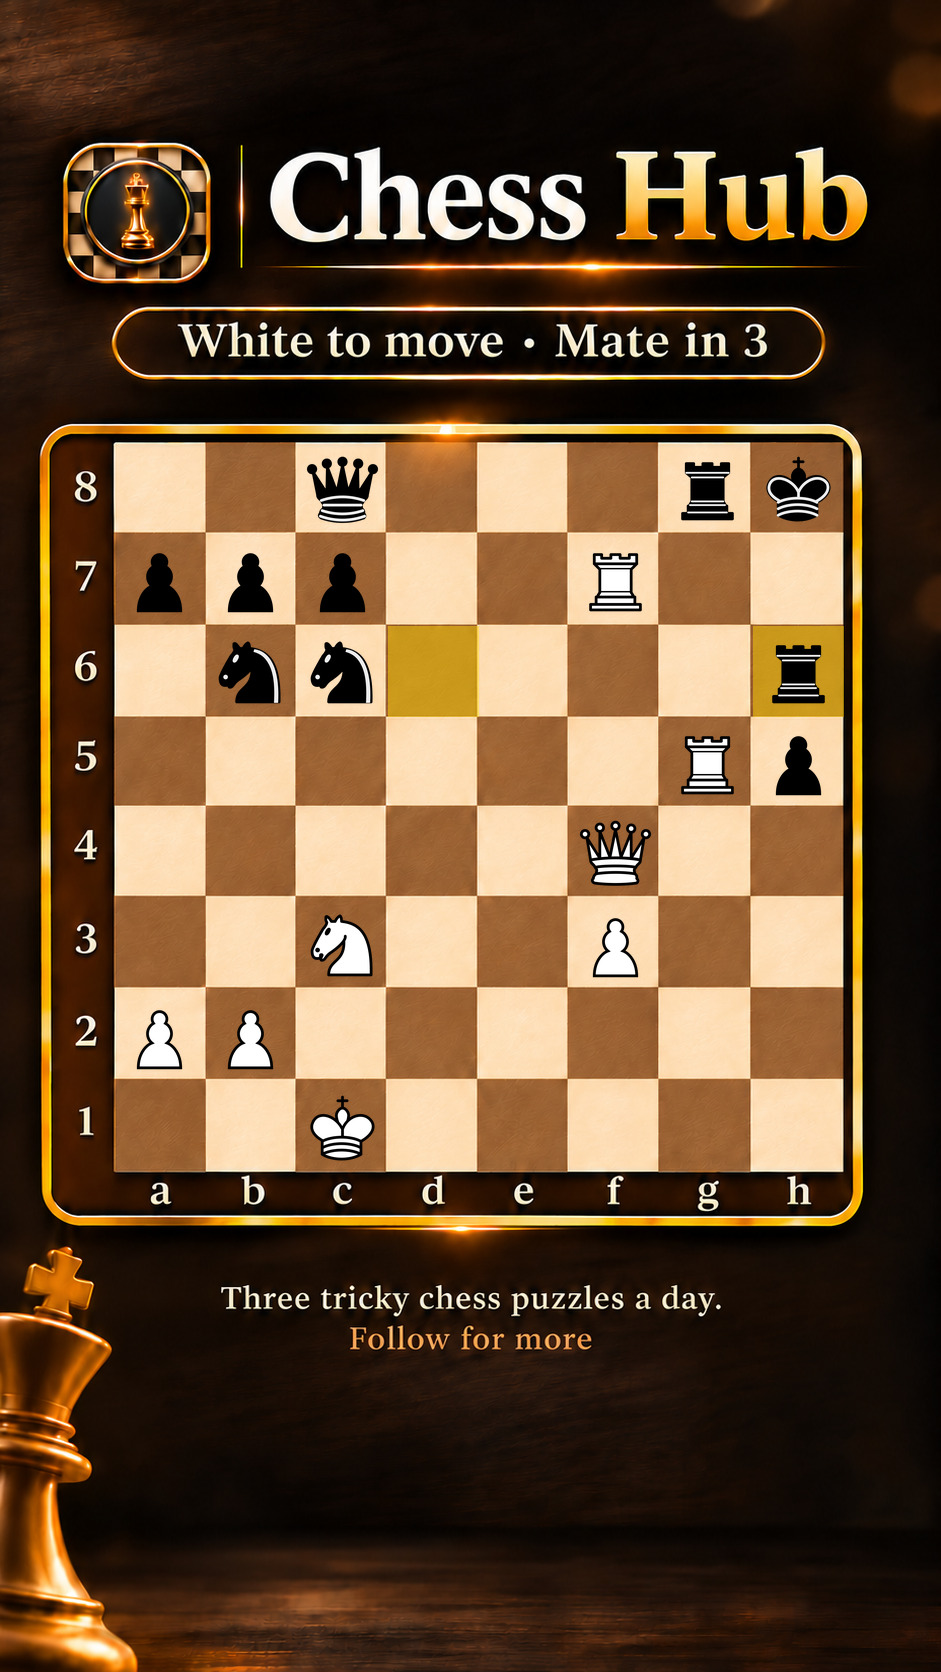 Chess Hub
White to move • Mate in 3
8
7
6
5
4
3
2
1
a b c d e f g h
Three tricky chess puzzles a day.
Follow for more